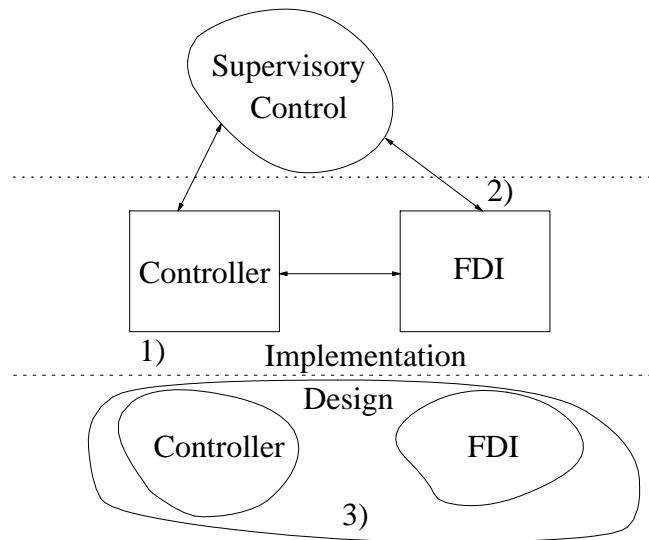 Supervisory
Control
2)
Controller
FDI
1)
Implementation
Design
Controller
FDI
3)